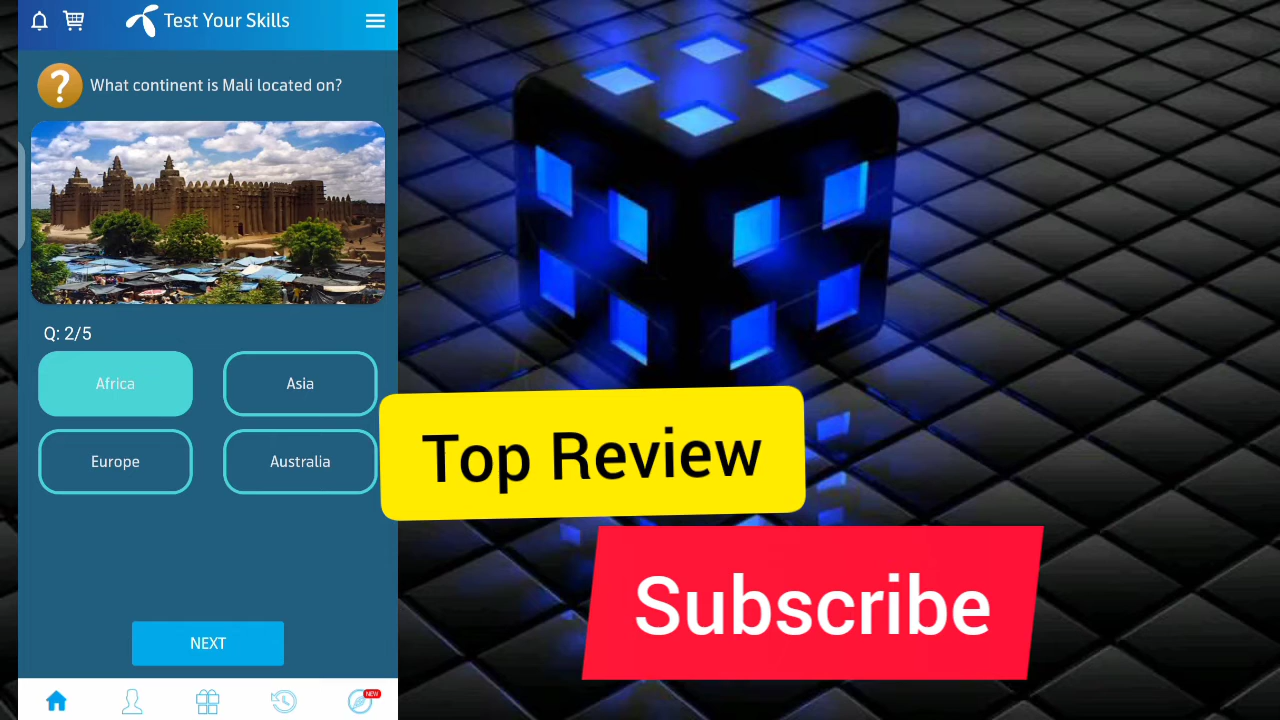 Test Your Skills
What continent is Mali located on?
Q: 2/5
Africa
Asia
Europe
Australia
NEXT
NEW
Top Review
Subscribe